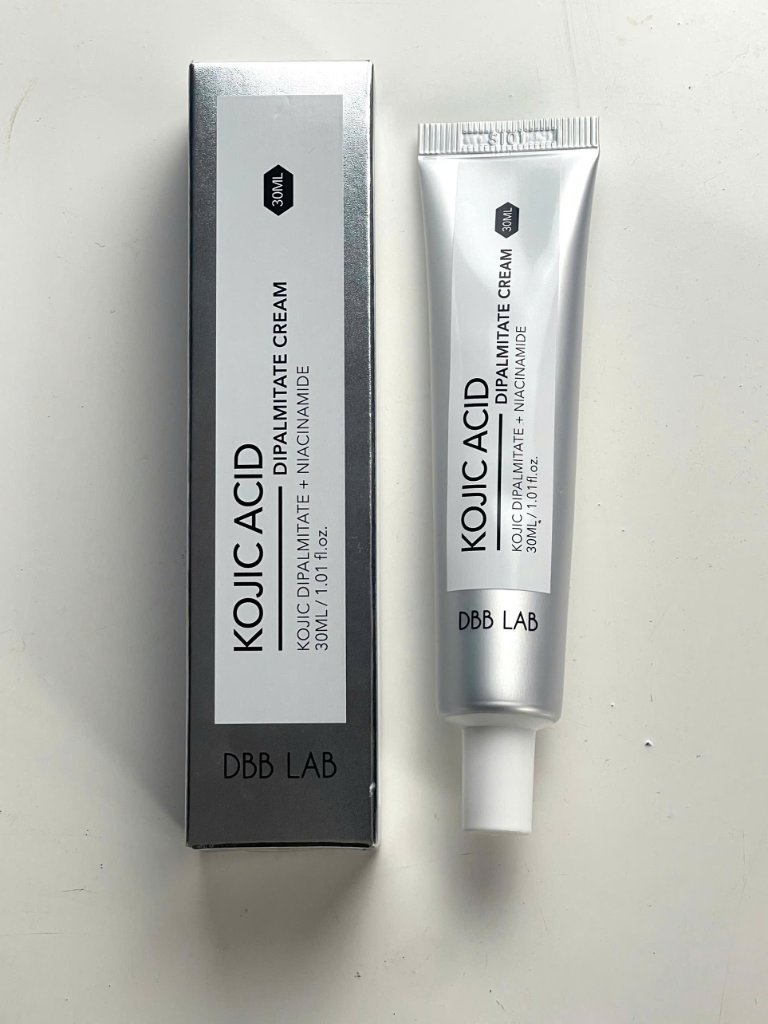 30ML
KOJIC ACID
DIPALMITATE CREAM
KOJIC DIPALMITATE + NIACINAMIDE
30ML / 1.01 fl.oz.
DBB LAB
30ML
KOJIC ACID
DIPALMITATE CREAM
KOJIC DIPALMITATE + NIACINAMIDE
30ML / 1.01 fl.oz.
DBB LAB